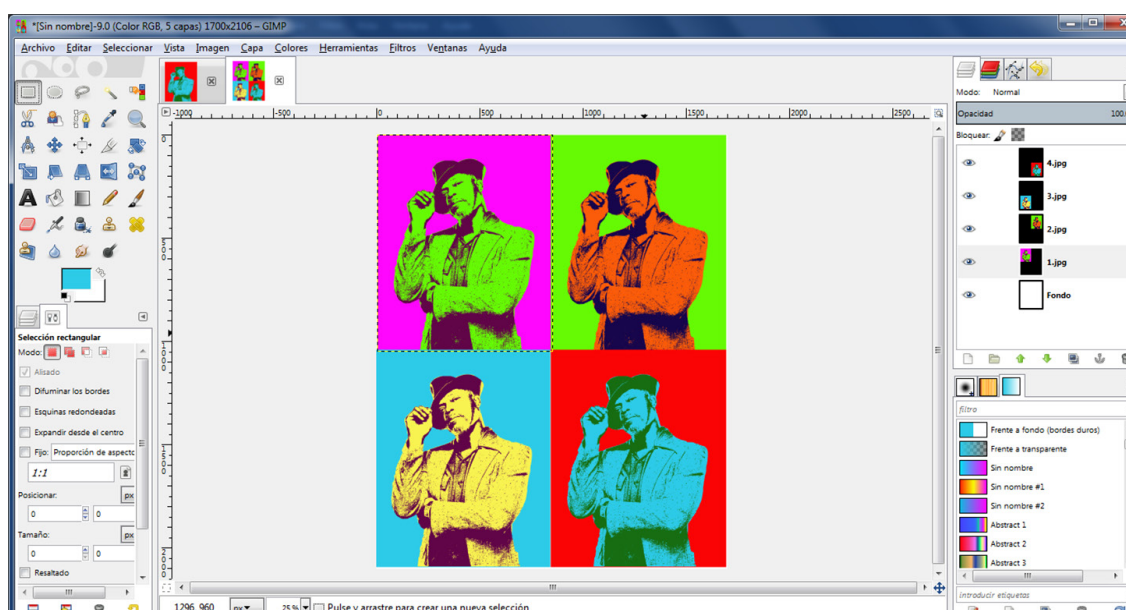 *[Sin nombre]-9.0 (Color RGB, 5 capas) 1700x2106 – GIMP
Archivo Editar Seleccionar Vista Imagen Capa Colores Herramientas Filtros Ventanas Ayuda
Modo: Normal
Opacidad 100.
Bloquear:
4.jpg
3.jpg
2.jpg
1.jpg
Fondo
-1000 -500 0 500 1000 1500 2000 2500
Selección rectangular
Modo:
Alisado
Difuminar los bordes
Esquinas redondeadas
Expandir desde el centro
Fijo: Proporción de aspecto
1:1
Posicionar: px
0 0
Tamaño: px
0 0
Resaltado
filtro
Frente a fondo (bordes duros)
Frente a transparente
Sin nombre
Sin nombre #1
Sin nombre #2
Abstract 1
Abstract 2
Abstract 3
introducir etiquetas
1296, 960 px 25 % Pulse y arrastre para crear una nueva selección